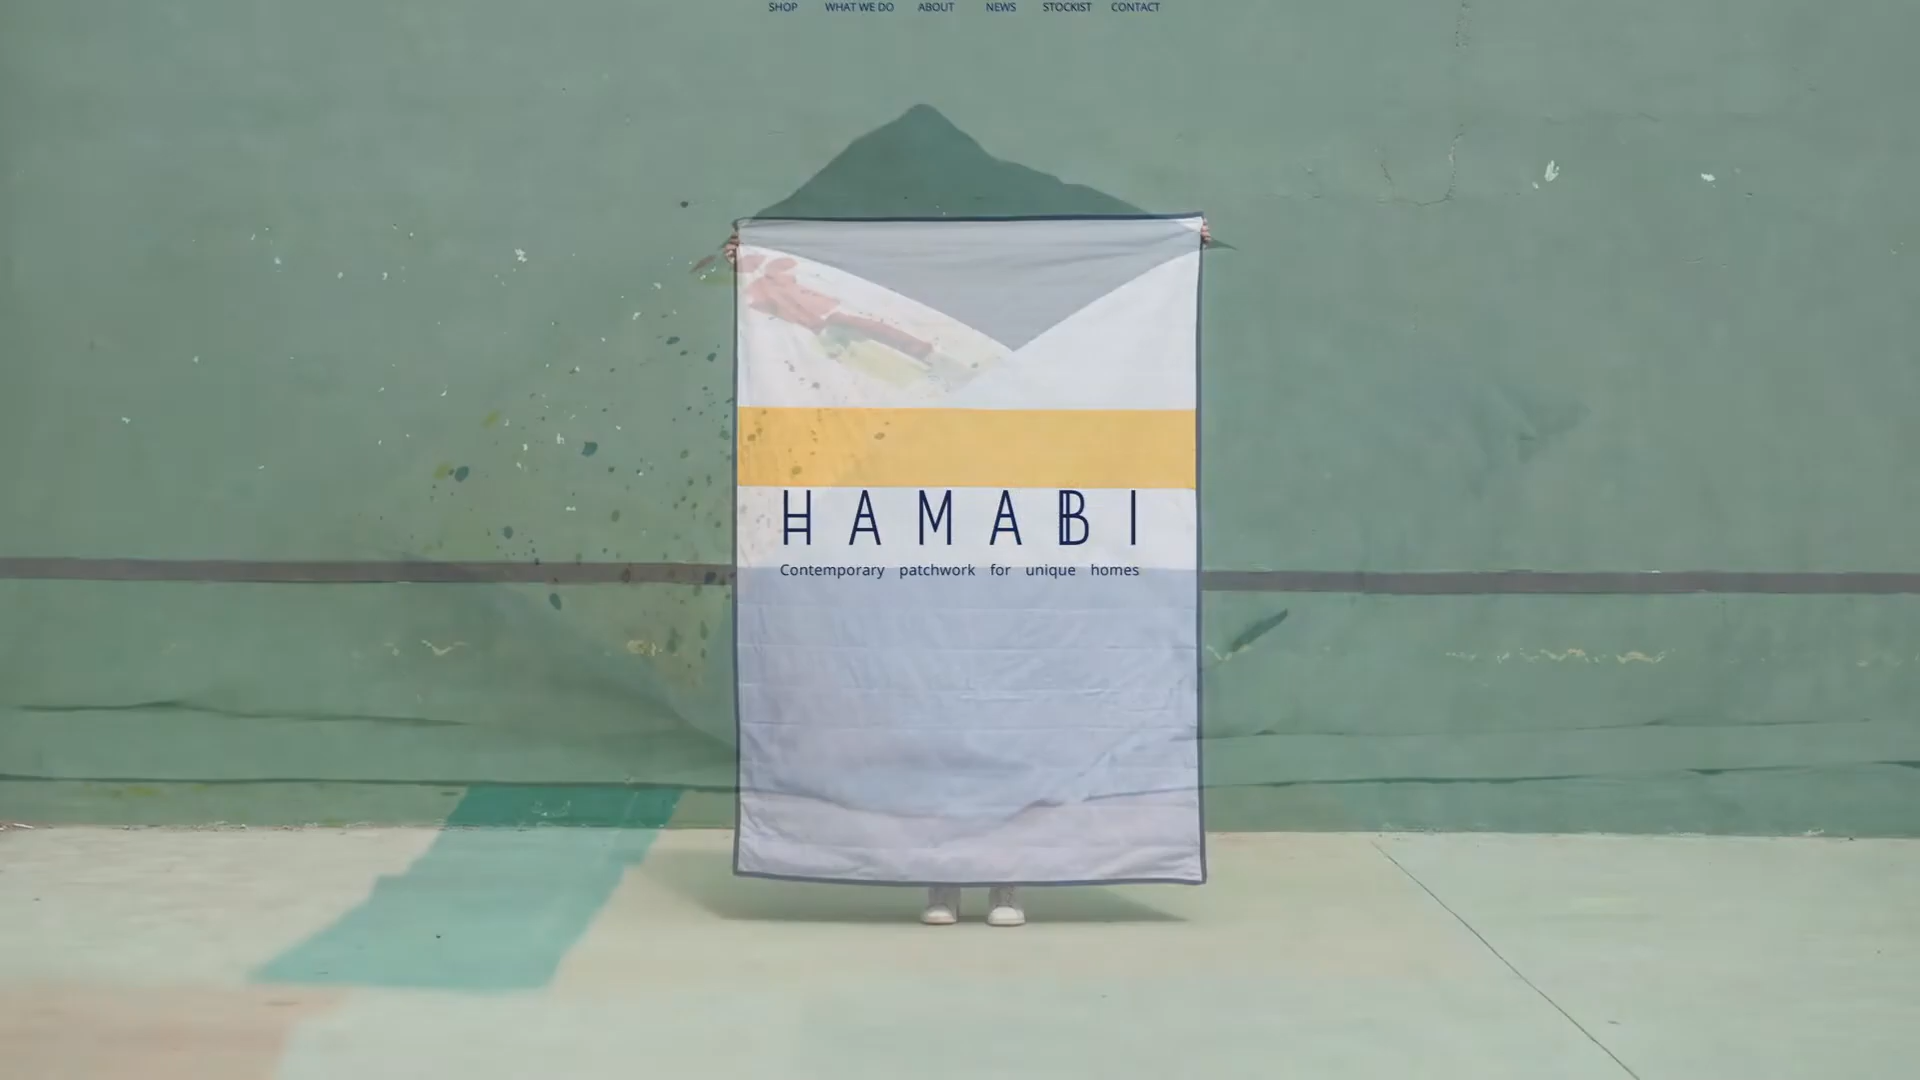 SHOP WHAT WE DO ABOUT NEWS STOCKIST CONTACT
HAMABI
Contemporary patchwork for unique homes